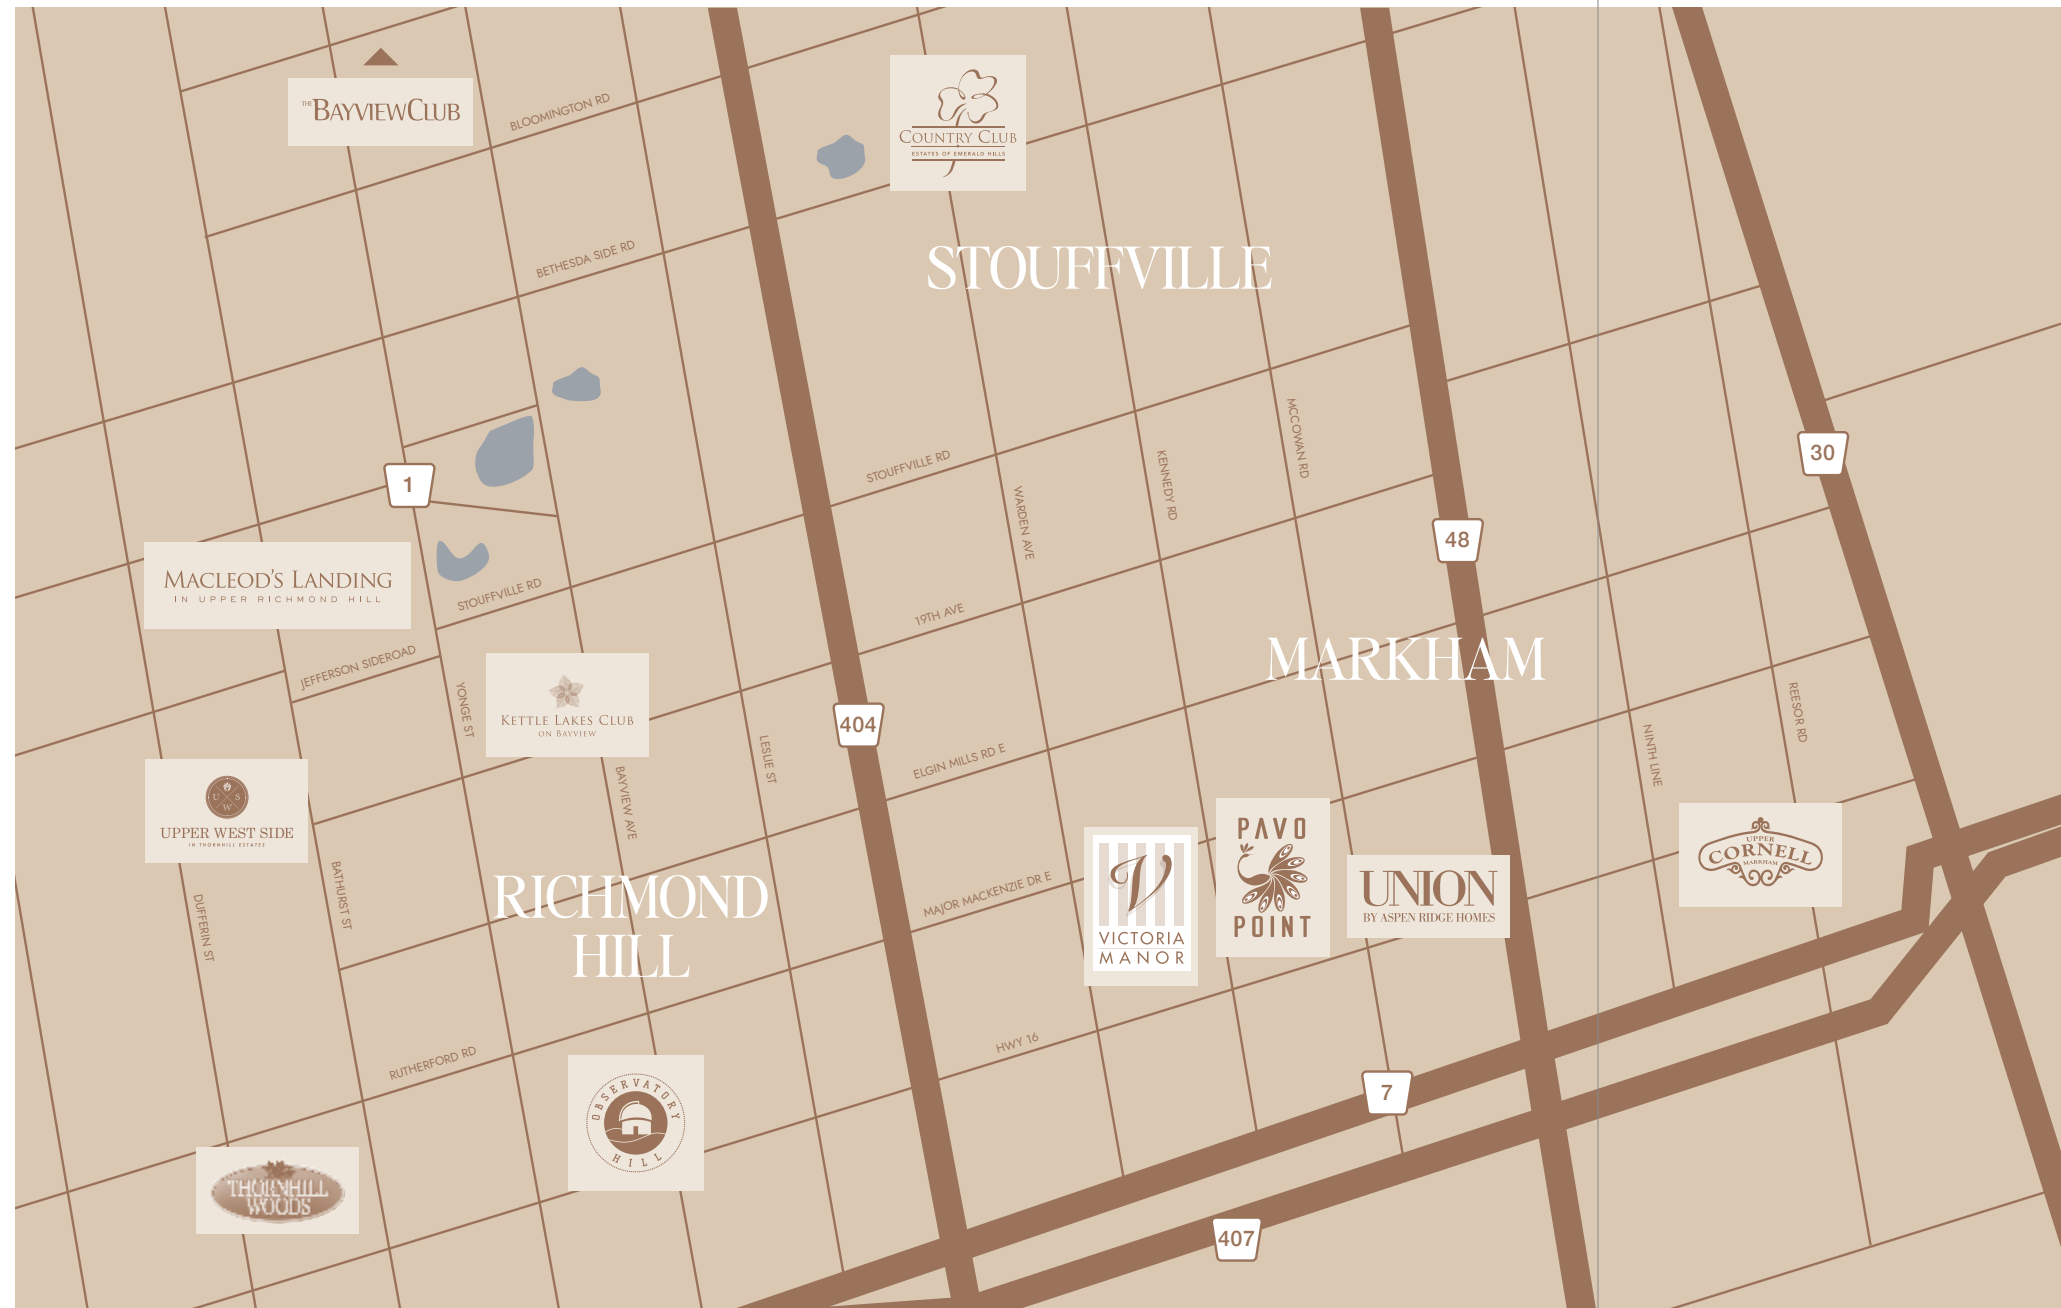 THE BAYVIEWCLUB
BLOOMINGTON RD
COUNTRY CLUB
ESTATES OF EMERALD HILLS
BETHESDA SIDE RD
STOUFFVILLE
MCCOWAN RD
30
STOUFFVILLE RD
KENNEDY RD
1
WARDEN AVE
48
MACLEOD'S LANDING
IN UPPER RICHMOND HILL
STOUFFVILLE RD
19TH AVE
JEFFERSON SIDEROAD
MARKHAM
YONGE ST
KETTLE LAKES CLUB
ON BAYVIEW
REESOR RD
404
NINTH LINE
LESLIE ST
ELGIN MILLS RD E
BAYVIEW AVE
U S W
UPPER WEST SIDE
IN THORNHILL ESTATES
PAVO
POINT
UPPER
CORNELL
MARKHAM
V
VICTORIA
MANOR
UNION
BY ASPEN RIDGE HOMES
BATHURST ST
DUFFERIN ST
RICHMOND
HILL
MAJOR MACKENZIE DR E
HWY 16
RUTHERFORD RD
OBSERVATORY
HILL
7
THORNHILL
WOODS
407